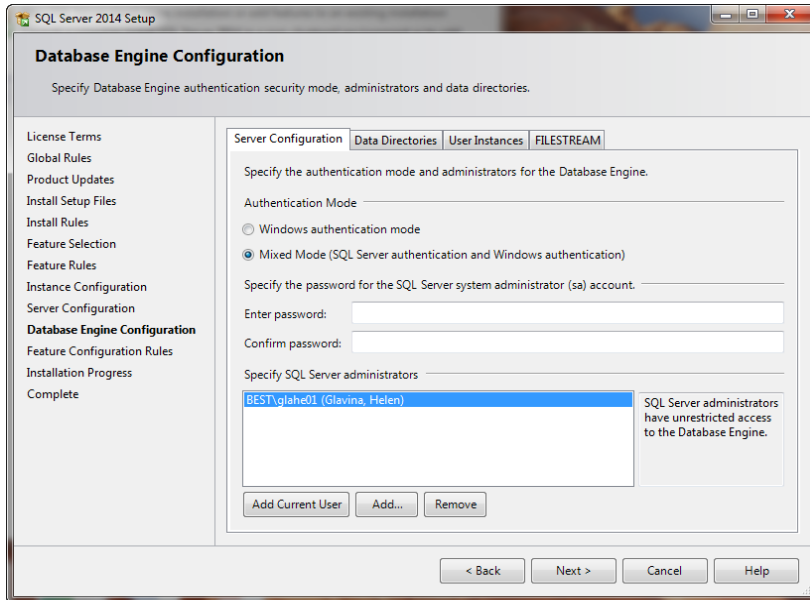 SQL Server 2014 Setup
Database Engine Configuration
Specify Database Engine authentication security mode, administrators and data directories.
License Terms
Global Rules
Product Updates
Install Setup Files
Install Rules
Feature Selection
Feature Rules
Instance Configuration
Server Configuration
Database Engine Configuration
Feature Configuration Rules
Installation Progress
Complete
Server Configuration
Data Directories
User Instances
FILESTREAM
Specify the authentication mode and administrators for the Database Engine.
Authentication Mode
Windows authentication mode
Mixed Mode (SQL Server authentication and Windows authentication)
Specify the password for the SQL Server system administrator (sa) account.
Enter password:
Confirm password:
Specify SQL Server administrators
BEST\glahe01 (Glavina, Helen)
SQL Server administrators
have unrestricted access
to the Database Engine.
Add Current User
Add...
Remove
< Back
Next >
Cancel
Help